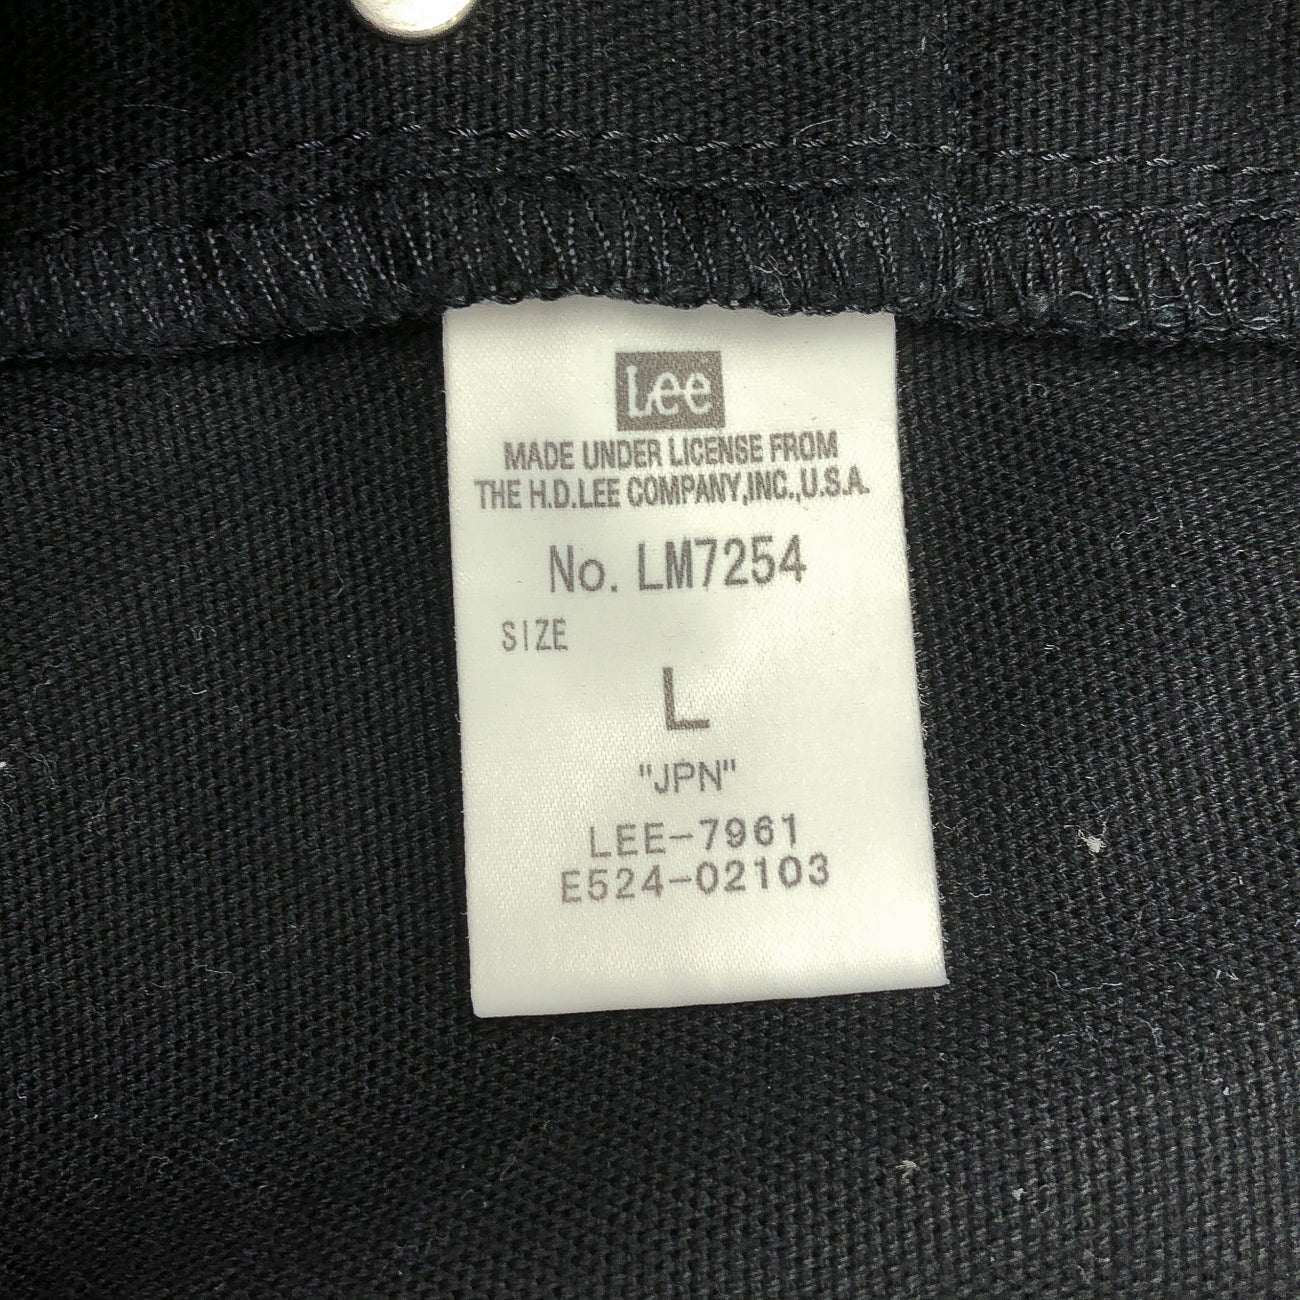 Lee
MADE UNDER LICENSE FROM
THE H.D.LEE COMPANY,INC.,U.S.A.
No. LM7254
SIZE
L
"JPN"
LEE-7961
E524-02103